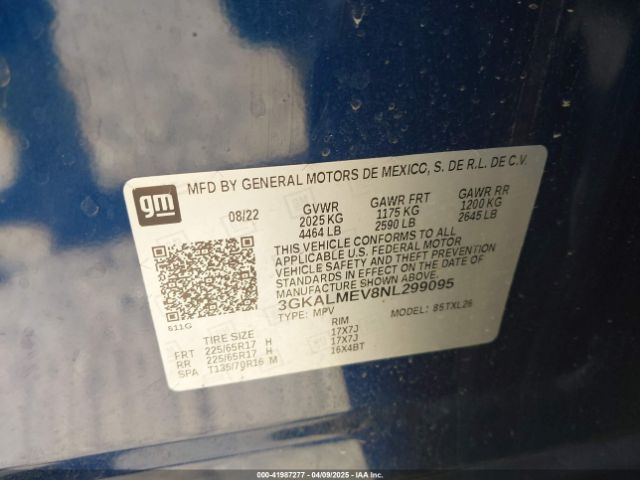 gm
MFD BY GENERAL MOTORS DE MEXICO, S. DE R.L. DE C.V.
08/22 GVWR GAWR FRT GAWR RR
2025 KG 1175 KG 1200 KG
4464 LB 2590 LB 2645 LB
THIS VEHICLE CONFORMS TO ALL
APPLICABLE U.S. FEDERAL MOTOR
VEHICLE SAFETY AND THEFT PREVENTION
STANDARDS IN EFFECT ON THE DATE OF
MANUFACTURE SHOWN ABOVE.
3GKALMEV8NL299095
611G
TYPE: MPV MODEL: 85TXL26
TIRE SIZE RIM
FRT 225/65R17 H 17X7J
RR 225/65R17 H 17X7J
SPA T135/70R16 M 16X4BT
000-41987277 - 04/09/2025 - IAAI.COM